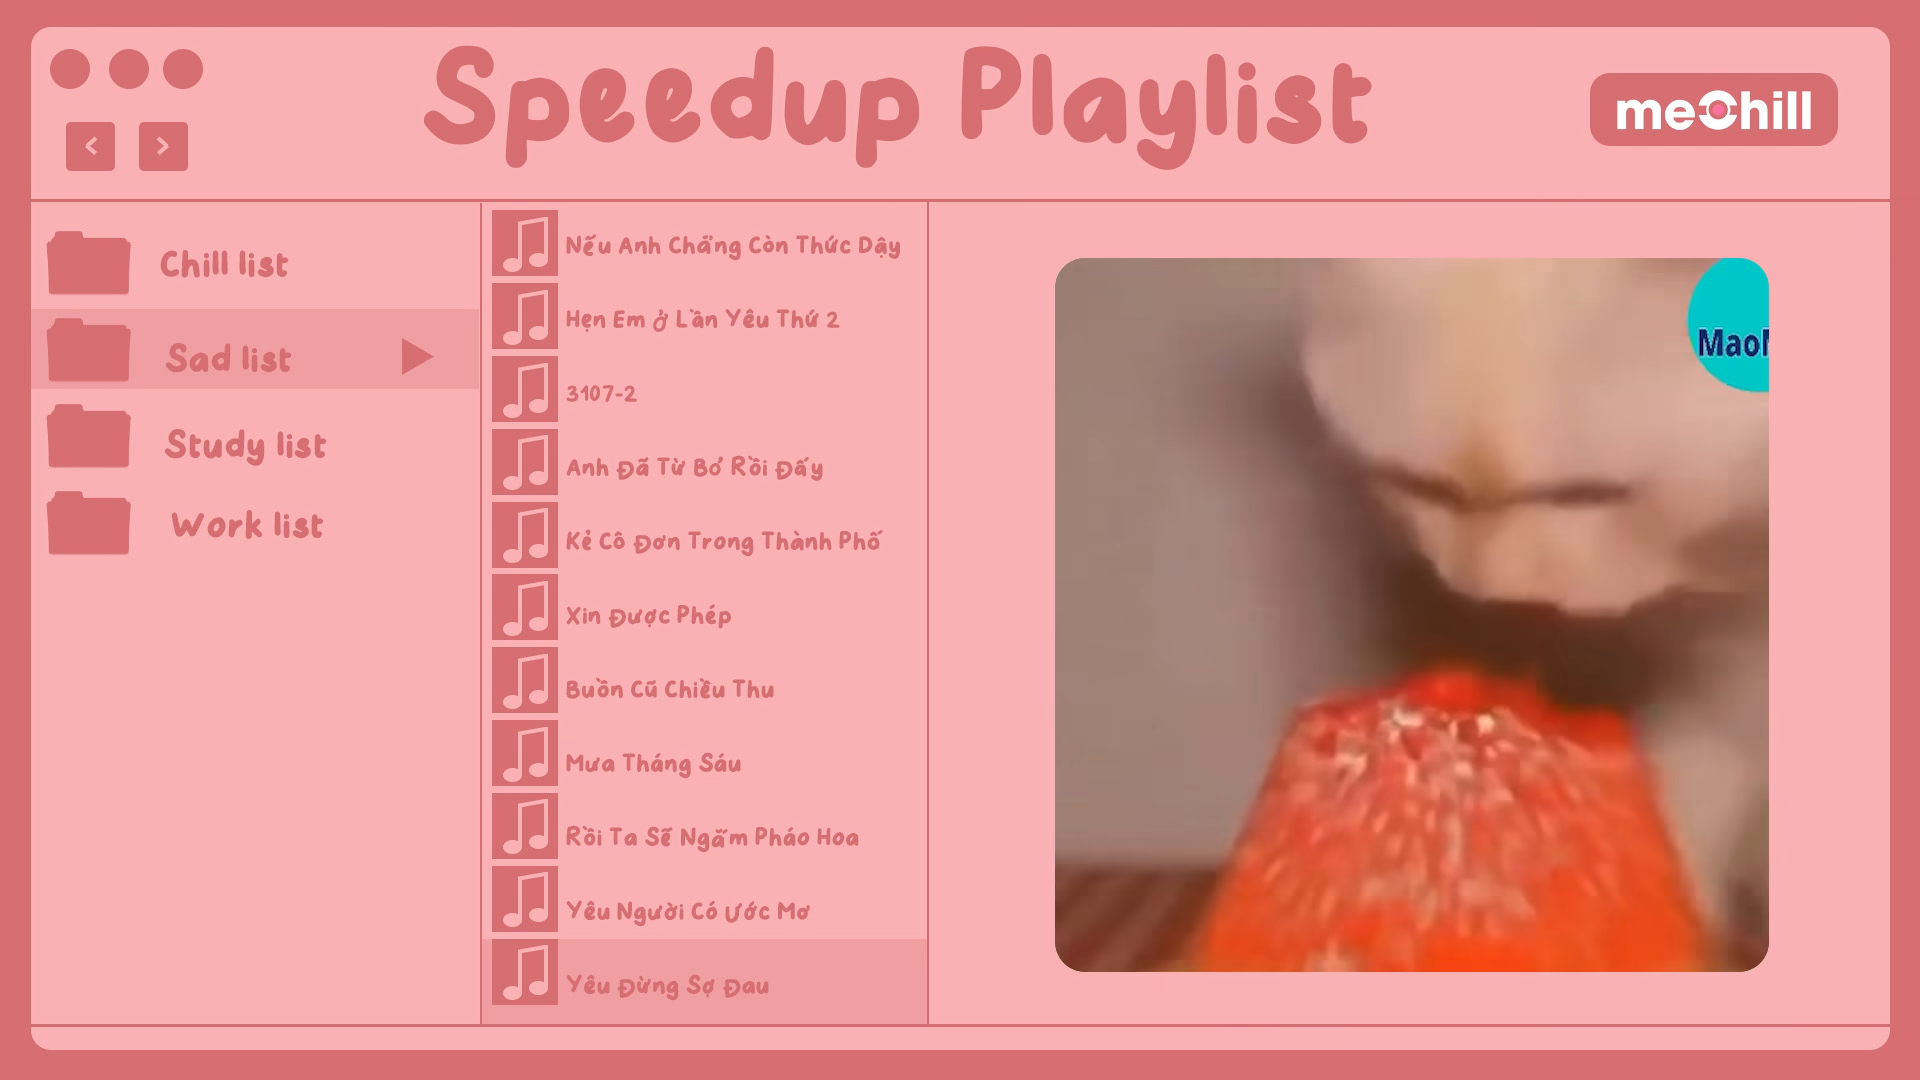 Speedup Playlist
mechill
Chill list
Sad list
Study list
Work list
Nếu Anh Chẳng Còn Thức Dậy
Hẹn Em ở Lần Yêu Thứ 2
3107-2
Anh Đã Từ Bỏ Rồi Đấy
Kẻ Cô Đơn Trong Thành Phố
Xin Được Phép
Buồn Cũ Chiều Thu
Mưa Tháng Sáu
Rồi Ta Sẽ Ngắm Pháo Hoa
Yêu Người Có Ước Mơ
Yêu Đừng Sợ Đau